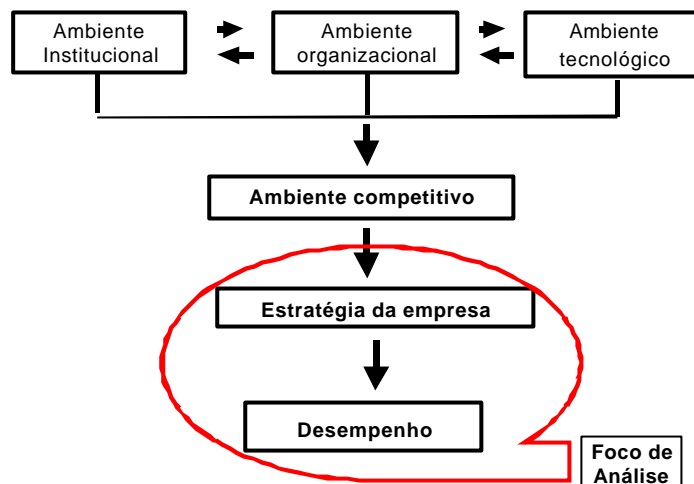 Ambiente
Institucional
Ambiente
organizacional
Ambiente
tecnológico
Ambiente competitivo
Estratégia da empresa
Desempenho
Foco de
Análise